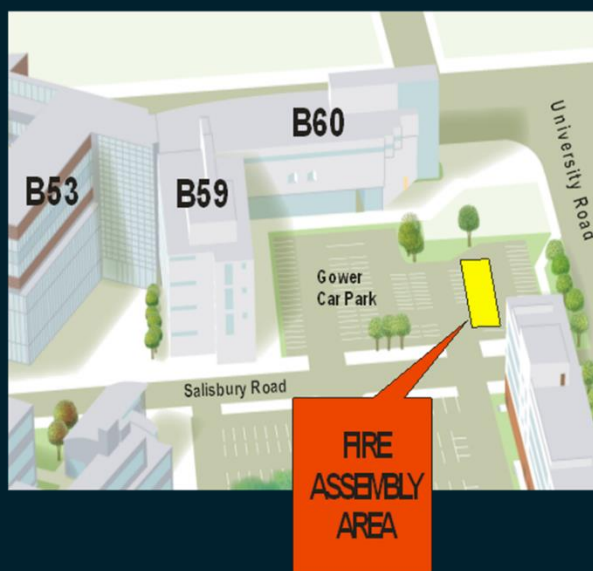 B60
University Road
B53
B59
Gower
Car Park
Salisbury Road
FIRE
ASSEMBLY
AREA